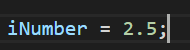 iNumber = 2.5;